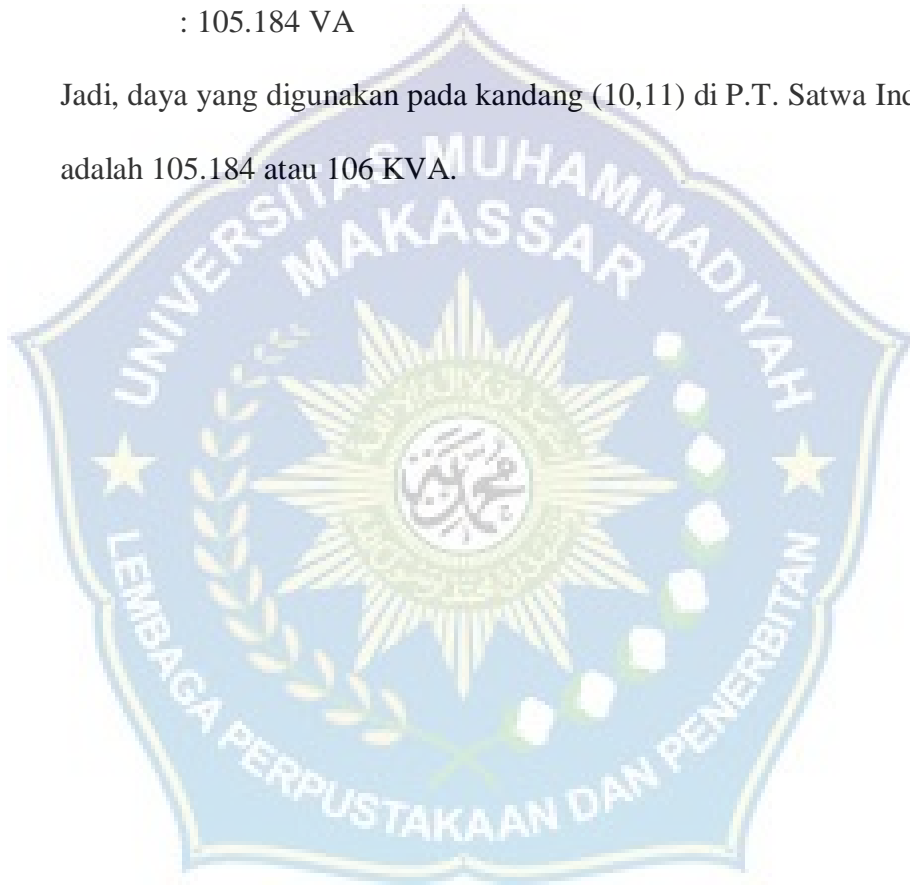 : 105.184 VA
Jadi, daya yang digunakan pada kandang (10,11) di P.T. Satwa
adalah 105.184 atau 106 KVA.
UNIVERSITAS MUHAMMADIYAH
MAKASSAR
LEMBAGA PERPUSTAKAAN DAN PENERBITAN